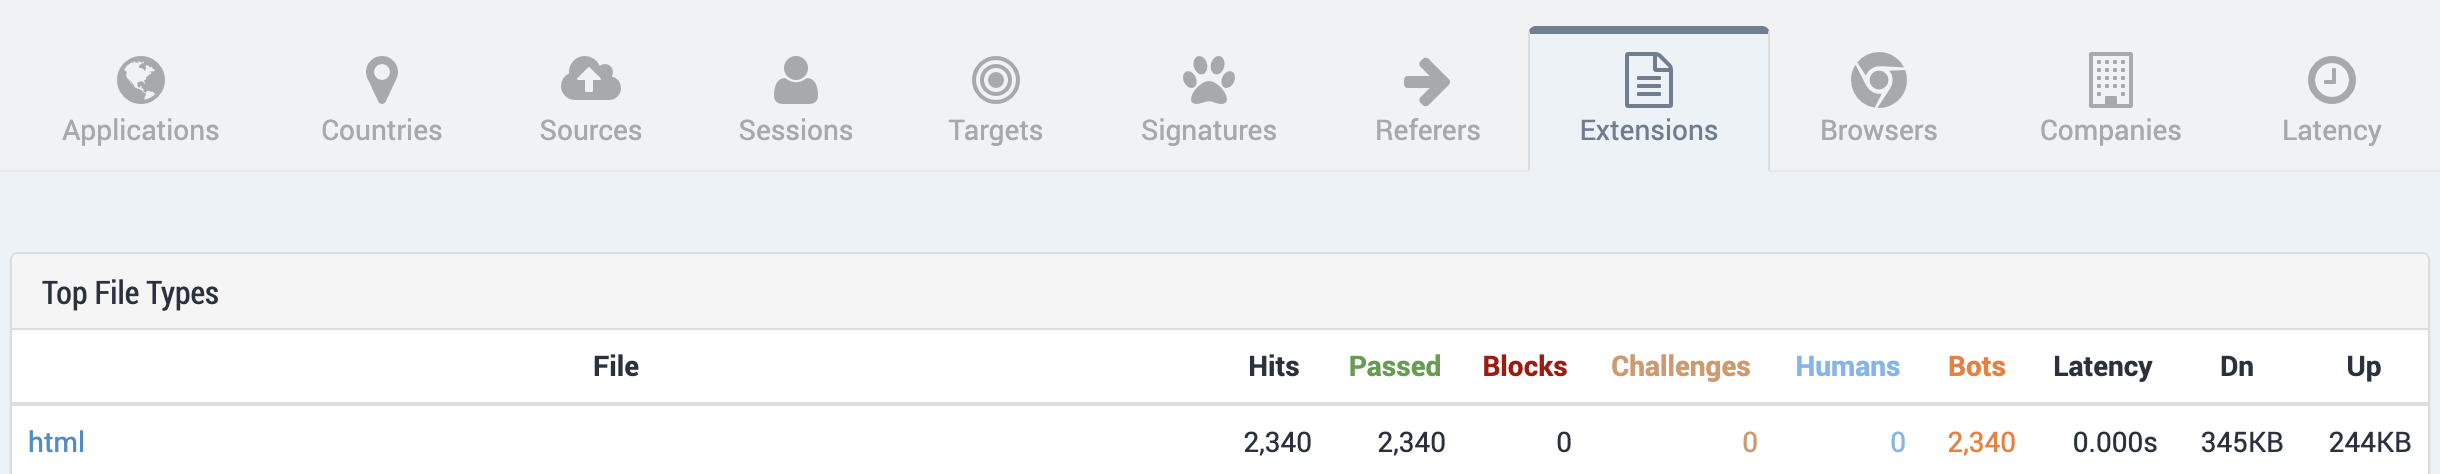 Applications Countries Sources Sessions Targets Signatures Referers Extensions Browsers Companies Latency
Top File Types
File Hits Passed Blocks Challenges Humans Bots Latency Dn Up
html 2,340 2,340 0 0 0 2,340 0.000s 345KB 244KB